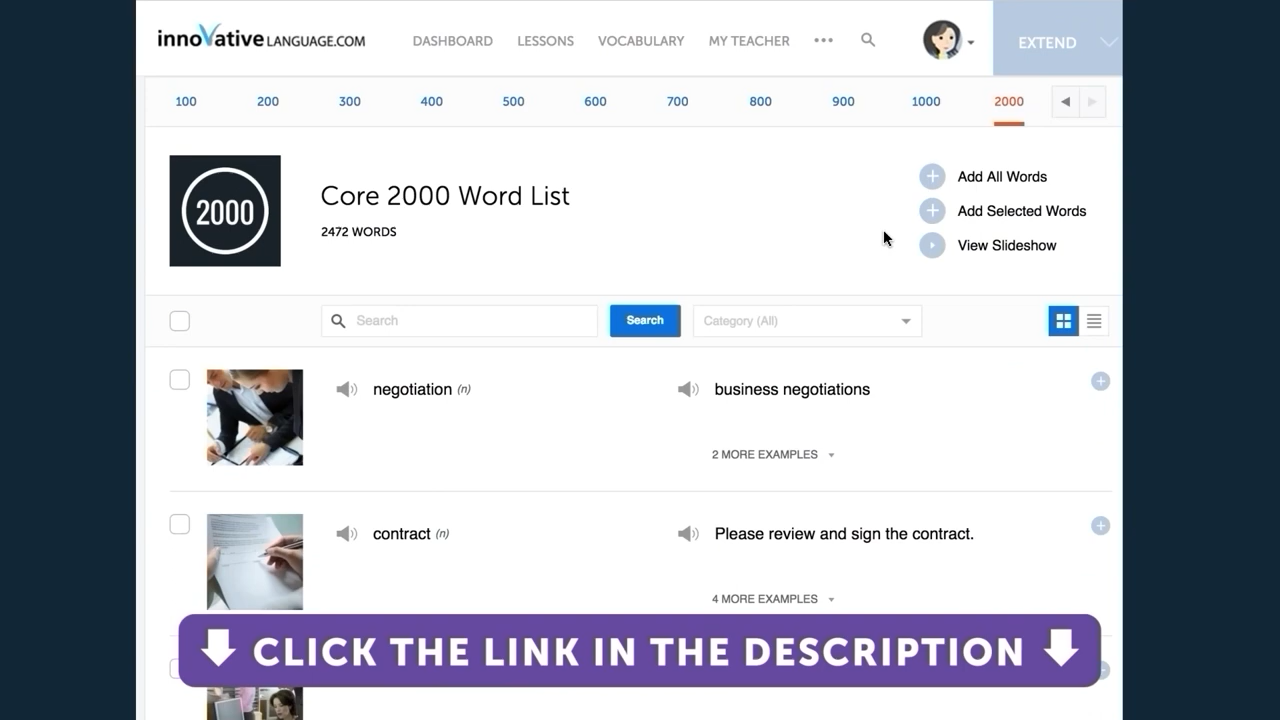 innovative LANGUAGE.COM
DASHBOARD LESSONS VOCABULARY MY TEACHER ••• EXTEND
100 200 300 400 500 600 700 800 900 1000 2000
2000
Core 2000 Word List
2472 WORDS
Add All Words
Add Selected Words
View Slideshow
Search Search Category (All)
negotiation (n) business negotiations
2 MORE EXAMPLES
contract (n) Please review and sign the contract.
4 MORE EXAMPLES
CLICK THE LINK IN THE DESCRIPTION